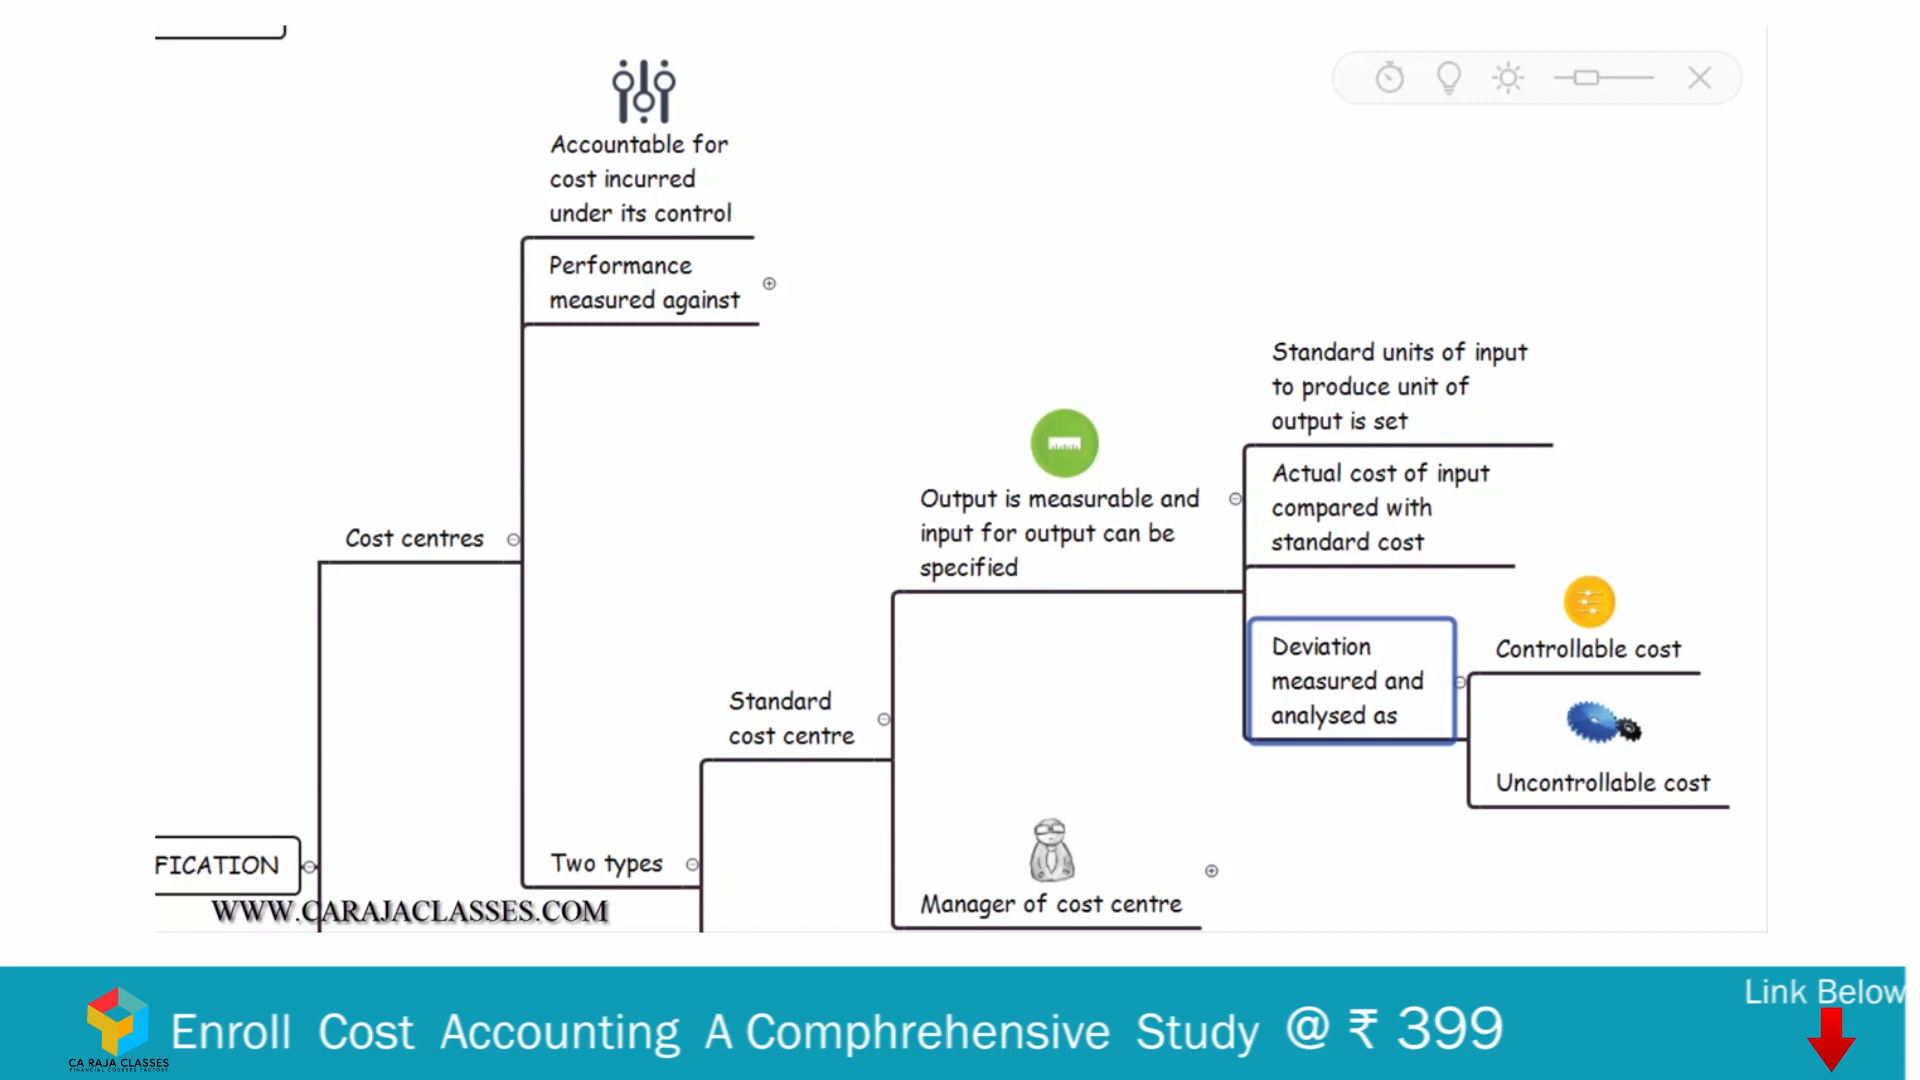 Accountable for
cost incurred
under its control
Performance
measured against
Standard units of input
to produce unit of
output is set
Actual cost of input
compared with
standard cost
Output is measurable and
input for output can be
specified
Cost centres
Deviation
measured and
analysed as
Controllable cost
Uncontrollable cost
Standard
cost centre
Two types
Manager of cost centre
FICATION
WWW.CARAJACLASSES.COM
Link Below
Enroll Cost Accounting A Comphrehensive Study @ ₹ 399
CA RAJA CLASSES
FINANCIAL COURSES FACTORY